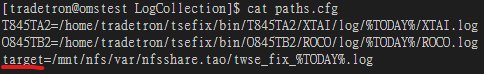 [tradetron@omstest LogCollection]$ cat paths.cfg
T845TA2=/home/tradetron/tsefix/bin/T845TA2/XTAI/log/%TODAY%/XTAI.log
O845TB2=/home/tradetron/tsefix/bin/O845TB2/ROCO/log/%TODAY%/ROCO.log
target=/mnt/nfs/var/nfsshare.tao/twse_fix_%TODAY%.log